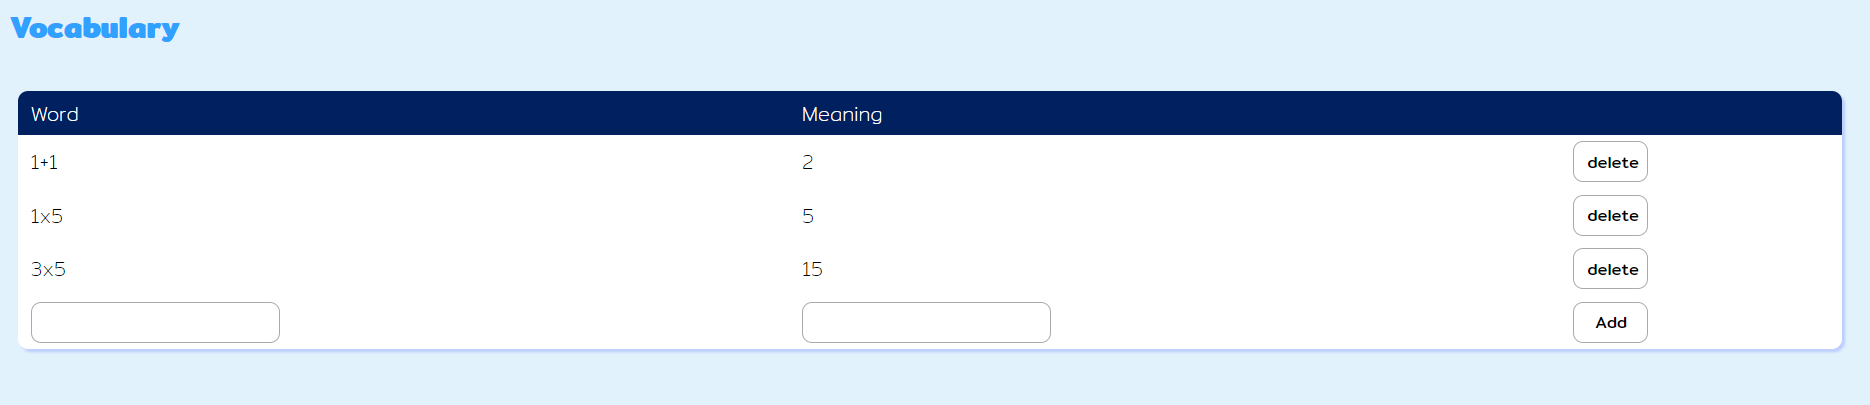 Vocabulary
Word Meaning
1+1 2 delete
1x5 5 delete
3x5 15 delete
Add